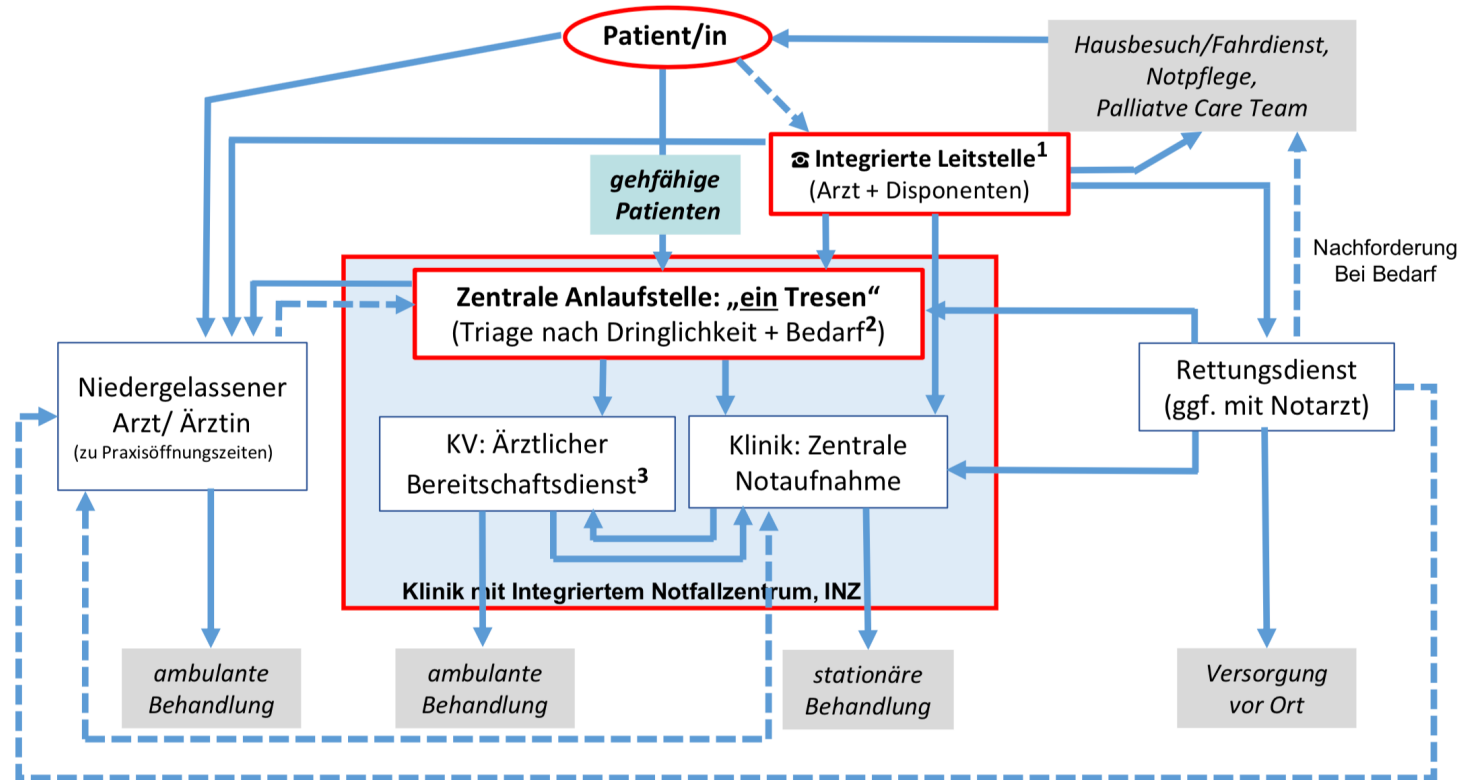 Patient/in
Hausbesuch/Fahrdienst,
Notpflege,
Palliatve Care Team
☎ Integrierte Leitstelle1
(Arzt + Disponenten)
gehfähige
Patienten
Nachforderung
Bei Bedarf
Zentrale Anlaufstelle: „ein Tresen“
(Triage nach Dringlichkeit + Bedarf2)
Niedergelassener
Arzt/ Ärztin
(zu Praxisöffnungszeiten)
Rettungsdienst
(ggf. mit Notarzt)
KV: Ärztlicher
Bereitschaftsdienst3
Klinik: Zentrale
Notaufnahme
Klinik mit Integriertem Notfallzentrum, INZ
ambulante
Behandlung
ambulante
Behandlung
stationäre
Behandlung
Versorgung
vor Ort